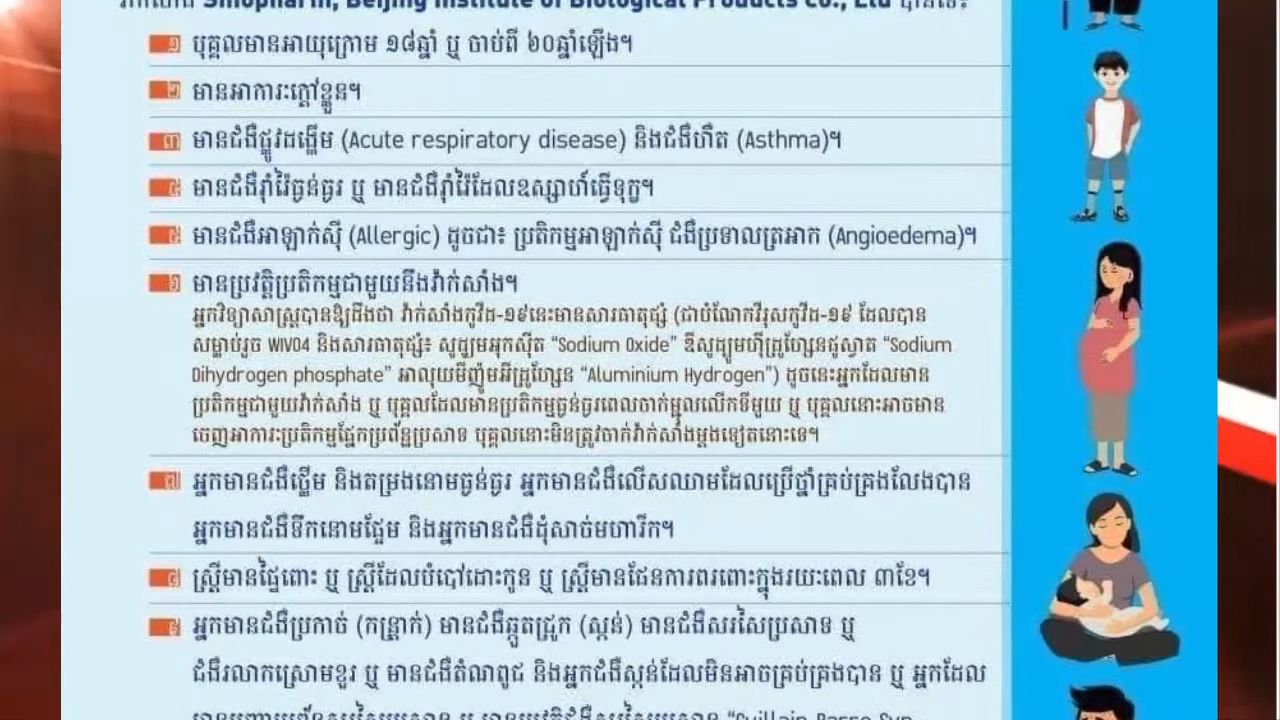 Sinopharm, Beijing Institute of Biological Products Co., Ltd បានទេ៖
១ បុគ្គលមានអាយុក្រោម ១៨ឆ្នាំ ឬ ចាប់ពី ៦០ឆ្នាំឡើង។
២ មានអាការៈក្តៅខ្លួន។
៣ មានជំងឺផ្លូវដង្ហើម (Acute respiratory disease) និងជំងឺហឺត (Asthma)។
៤ មានជំងឺរ៉ាំរ៉ៃធ្ងន់ធ្ងរ ឬ មានជំងឺរ៉ាំរ៉ៃដែលឧស្សាហ៍ធ្វើទុក្ខ។
៥ មានជំងឺអាឡាក់ស៊ី (Allergic) ដូចជា៖ ប្រតិកម្មអាឡាក់ស៊ី ជំងឺប្រទាលត្រអាក (Angioedema)។
៦ មានប្រវត្តិប្រតិកម្មជាមួយនឹងវ៉ាក់សាំង។
អ្នកវិទ្យាសាស្ត្របានឱ្យដឹងថា វ៉ាក់សាំងកូវីដ-១៩នេះមានសារធាតុផ្សំ (ជាបំណែកវីរុសកូវីដ-១៩ ដែលបាន
សម្លាប់រួច WIV04 និងសារធាតុផ្សំ៖ សូដ្យូមអុកស៊ីត “Sodium Oxide” ឌីសូដ្យូមហ៊ីដ្រូហ្សែនផូស្វាត “Sodium
Dihydrogen phosphate” អាលុយមីញ៉ូមអ៊ីដ្រូហ្សែន “Aluminium Hydrogen”) ដូចនេះអ្នកដែលមាន
ប្រតិកម្មជាមួយវ៉ាក់សាំង ឬ បុគ្គលដែលមានប្រតិកម្មធ្ងន់ធ្ងរពេលចាក់ម្ជុលលើកទីមួយ ឬ បុគ្គលនោះអាចមាន
ចេញអាការៈប្រតិកម្មផ្នែកប្រព័ន្ធប្រសាទ បុគ្គលនោះមិនត្រូវចាក់វ៉ាក់សាំងម្តងទៀតនោះទេ។
៧ អ្នកមានជំងឺថ្លើម និងតម្រងនោមធ្ងន់ធ្ងរ អ្នកមានជំងឺលើសឈាមដែលប្រើថ្នាំគ្រប់គ្រងលែងបាន
អ្នកមានជំងឺទឹកនោមផ្អែម និងអ្នកមានជំងឺដុំសាច់មហារីក។
៨ ស្ត្រីមានផ្ទៃពោះ ឬ ស្ត្រីដែលបំបៅដោះកូន ឬ ស្ត្រីមានផែនការពរពោះក្នុងរយៈពេល ៣ខែ។
៩ អ្នកមានជំងឺប្រកាច់ (កន្ត្រាក់) មានជំងឺឆ្កួតជ្រូក (ស្កន់) មានជំងឺសរសៃប្រសាទ ឬ
ជំងឺរលាកស្រោមខួរ ឬ មានជំងឺតំណពូជ និងអ្នកជំងឺស្កន់ដែលមិនអាចគ្រប់គ្រងបាន ឬ អ្នកដែល